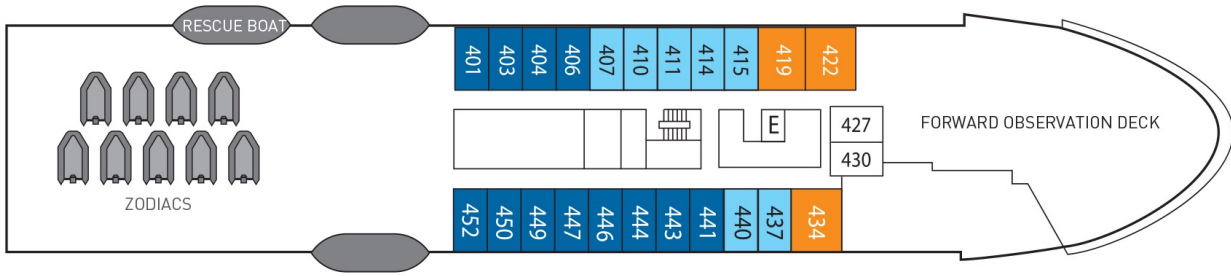 RESCUE BOAT
401 403 404 406 407 410 411 414 415 419 422
E
427
430
FORWARD OBSERVATION DECK
ZODIACS
452 450 449 447 446 444 443 441 440 437 434